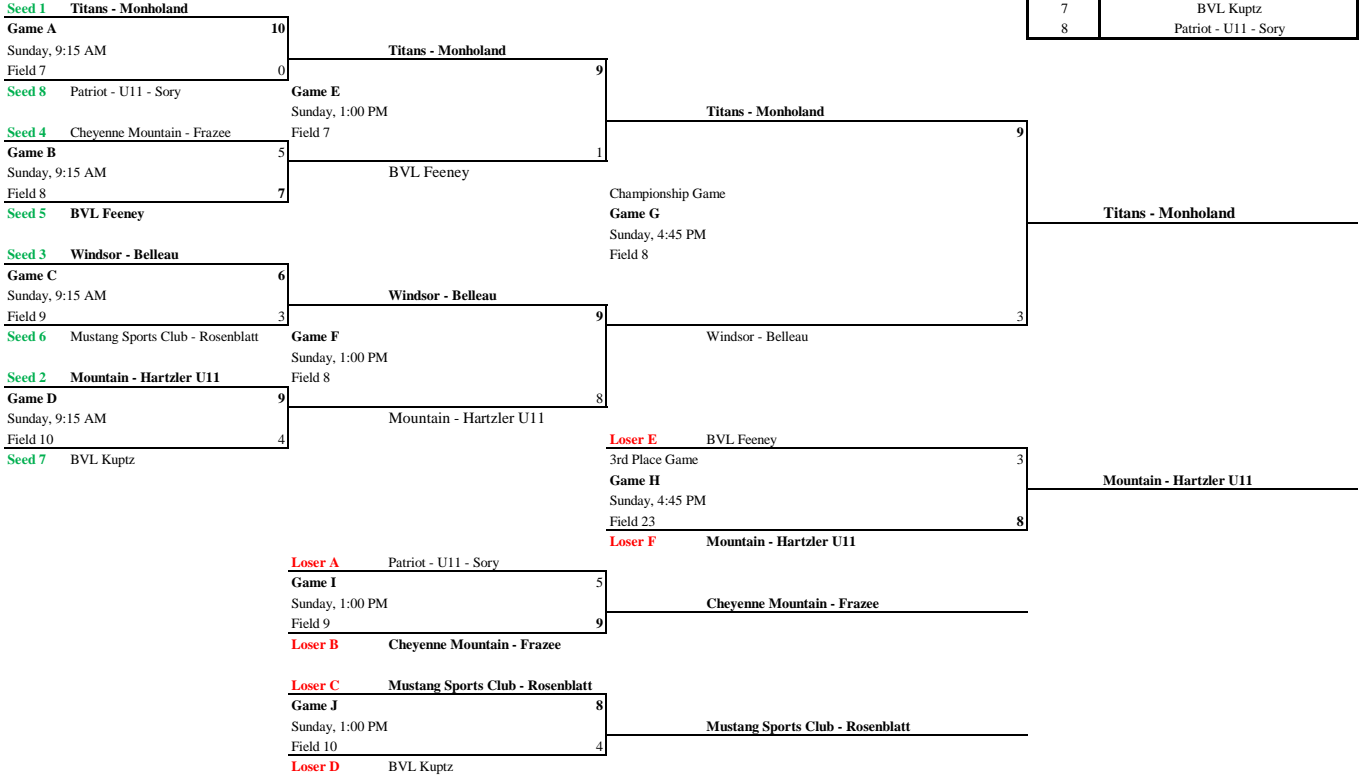 Seed 1 Titans - Monholand
7 BVL Kuptz
Game A 10
8 Patriot - U11 - Sory
Sunday, 9:15 AM
Titans - Monholand
Field 7 0
9
Seed 8 Patriot - U11 - Sory
Game E
Sunday, 1:00 PM
Titans - Monholand
Seed 4 Cheyenne Mountain - Frazee
Field 7
9
Game B 5
1
Sunday, 9:15 AM
BVL Feeney
Field 8 7
Championship Game
Seed 5 BVL Feeney
Game G
Titans - Monholand
Sunday, 4:45 PM
Seed 3 Windsor - Belleau
Field 8
Game C 6
Sunday, 9:15 AM
Windsor - Belleau
Field 9 3
9
3
Seed 6 Mustang Sports Club - Rosenblatt
Game F
Windsor - Belleau
Sunday, 1:00 PM
Seed 2 Mountain - Hartzler U11
Field 8
Game D 9
8
Sunday, 9:15 AM
Mountain - Hartzler U11
Field 10 4
Loser E BVL Feeney
Seed 7 BVL Kuptz
3rd Place Game 3
Game H
Mountain - Hartzler U11
Sunday, 4:45 PM
Field 23 8
Loser F Mountain - Hartzler U11
Loser A Patriot - U11 - Sory
Game I 5
Sunday, 1:00 PM
Cheyenne Mountain - Frazee
Field 9 9
Loser B Cheyenne Mountain - Frazee
Loser C Mustang Sports Club - Rosenblatt
Game J 8
Sunday, 1:00 PM
Mustang Sports Club - Rosenblatt
Field 10 4
Loser D BVL Kuptz